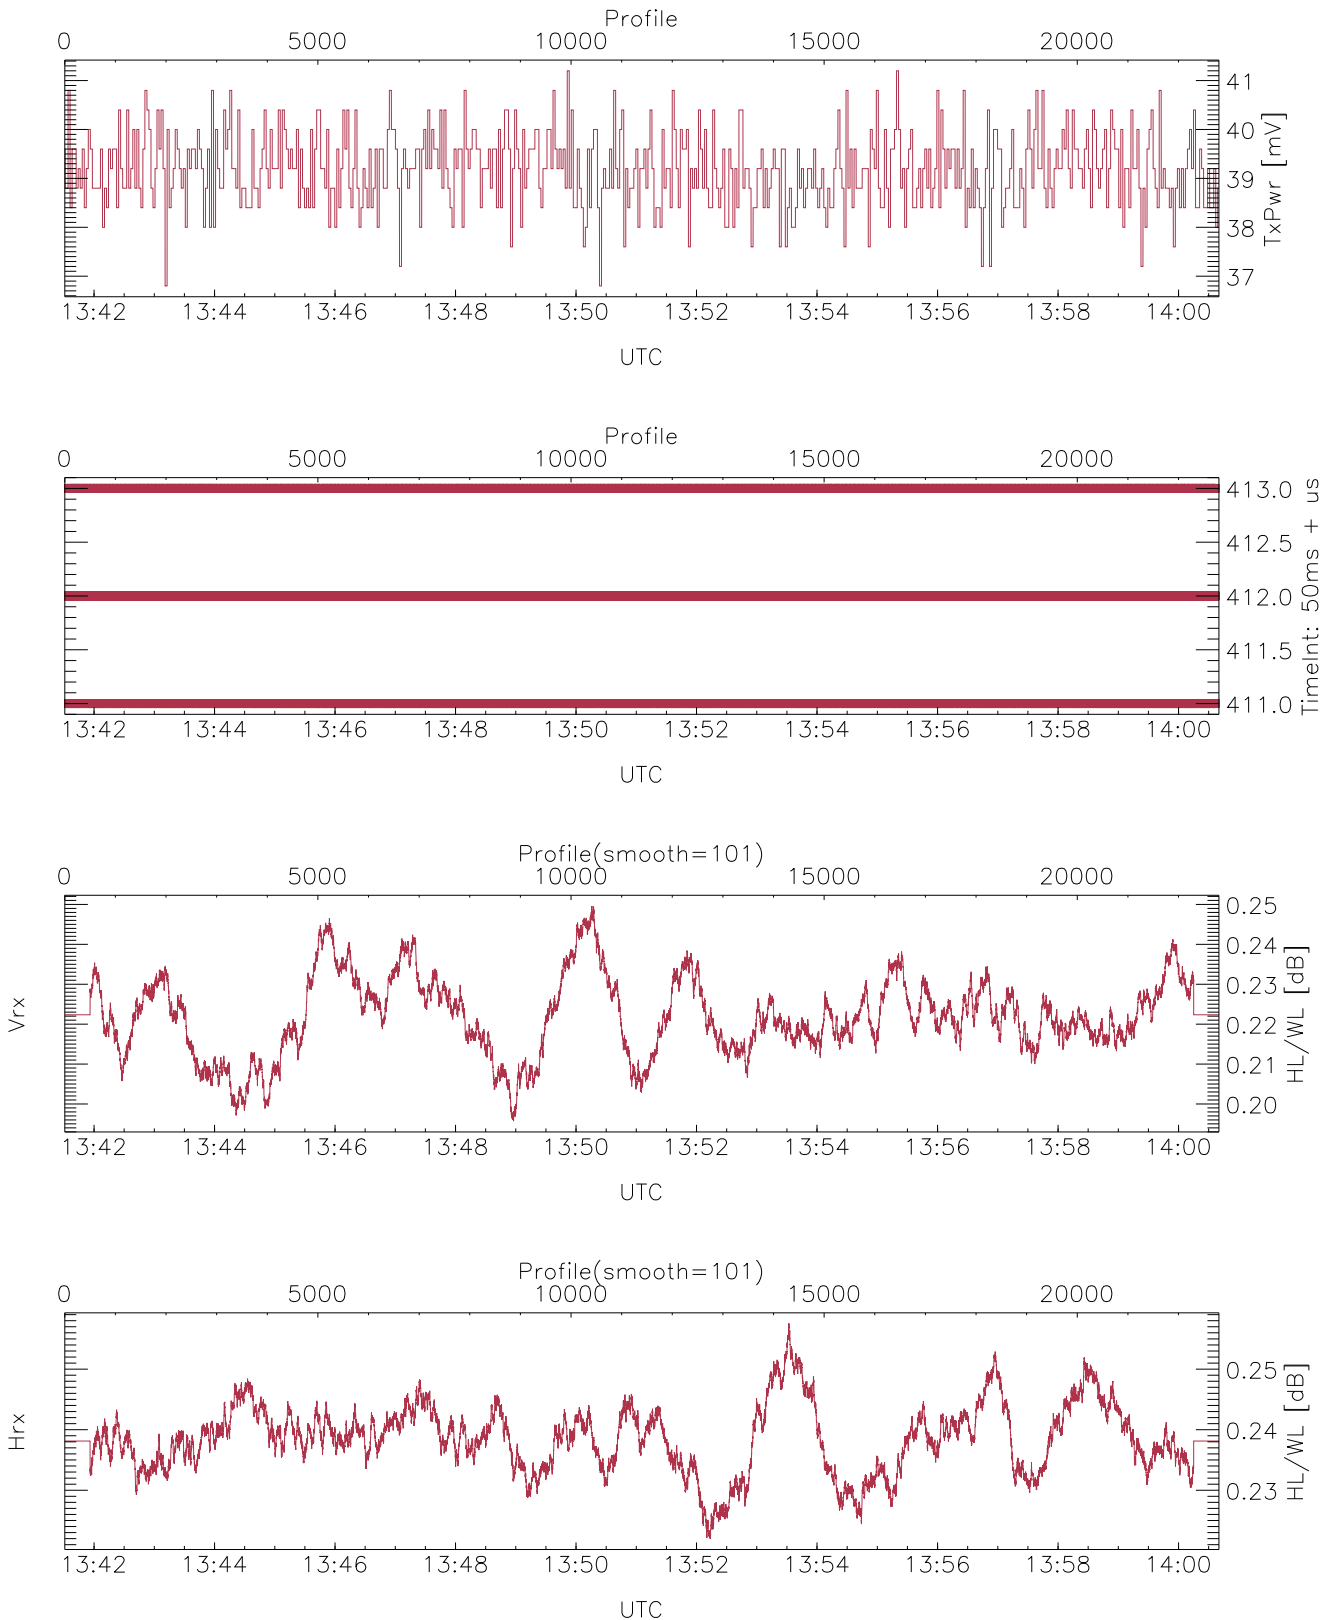 Profile
0 5000 10000 15000 20000
41
40
39
38
37
TxPwr [mV]
13:42 13:44 13:46 13:48 13:50 13:52 13:54 13:56 13:58 14:00
UTC
Profile
0 5000 10000 15000 20000
413.0
412.5
412.0
411.5
411.0
TimeInt: 50ms + us
13:42 13:44 13:46 13:48 13:50 13:52 13:54 13:56 13:58 14:00
UTC
Profile(smooth=101)
0 5000 10000 15000 20000
Vrx
0.25
0.24
0.23
0.22
0.21
0.20
HL/WL [dB]
13:42 13:44 13:46 13:48 13:50 13:52 13:54 13:56 13:58 14:00
UTC
Profile(smooth=101)
0 5000 10000 15000 20000
Hrx
0.25
0.24
0.23
HL/WL [dB]
13:42 13:44 13:46 13:48 13:50 13:52 13:54 13:56 13:58 14:00
UTC